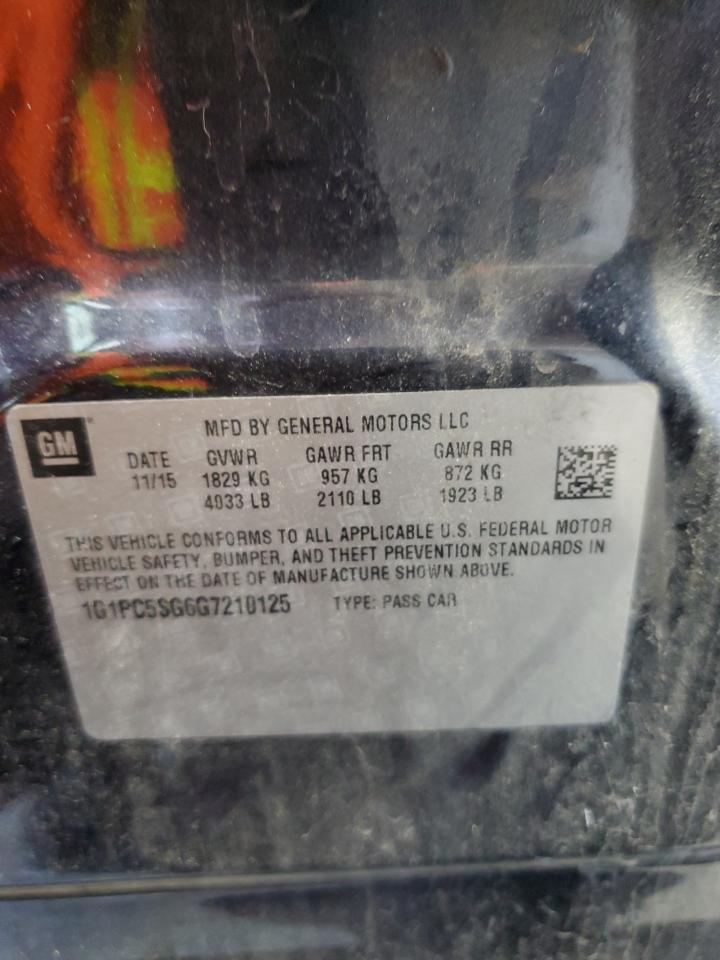 GM
MFD BY GENERAL MOTORS LLC
DATE GVWR GAWR FRT GAWR RR
11/15 1829 KG 957 KG 872 KG
4033 LB 2110 LB 1923 LB
THIS VEHICLE CONFORMS TO ALL APPLICABLE U.S. FEDERAL MOTOR
VEHICLE SAFETY, BUMPER, AND THEFT PREVENTION STANDARDS IN
EFFECT ON THE DATE OF MANUFACTURE SHOWN ABOVE.
1G1PC5SG6G7210125 TYPE: PASS CAR